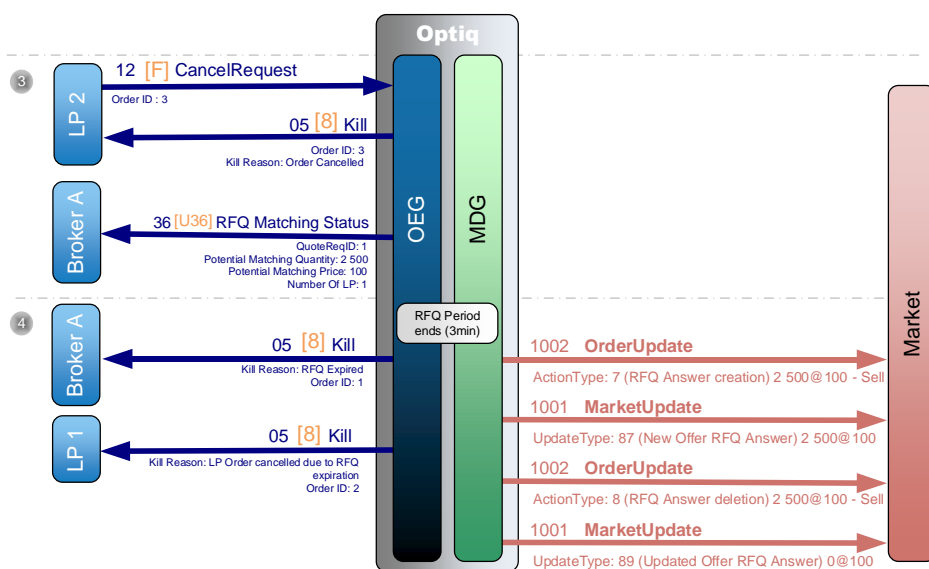 Optiq
3
LP 2
12 [F] CancelRequest
Order ID : 3
05 [8] Kill
Order ID: 3
Kill Reason: Order Cancelled
Broker A
36 [U36] RFQ Matching Status
QuoteReqID: 1
Potential Matching Quantity: 2 500
Potential Matching Price: 100
Number Of LP: 1
OEG
MDG
Market
4
RFQ Period
ends (3min)
Broker A
05 [8] Kill
Kill Reason: RFQ Expired
Order ID: 1
LP 1
05 [8] Kill
Kill Reason: LP Order cancelled due to RFQ
expiration
Order ID: 2
1002 OrderUpdate
ActionType: 7 (RFQ Answer creation) 2 500@100 - Sell
1001 MarketUpdate
UpdateType: 87 (New Offer RFQ Answer) 2 500@100
1002 OrderUpdate
ActionType: 8 (RFQ Answer deletion) 2 500@100 - Sell
1001 MarketUpdate
UpdateType: 89 (Updated Offer RFQ Answer) 0@100